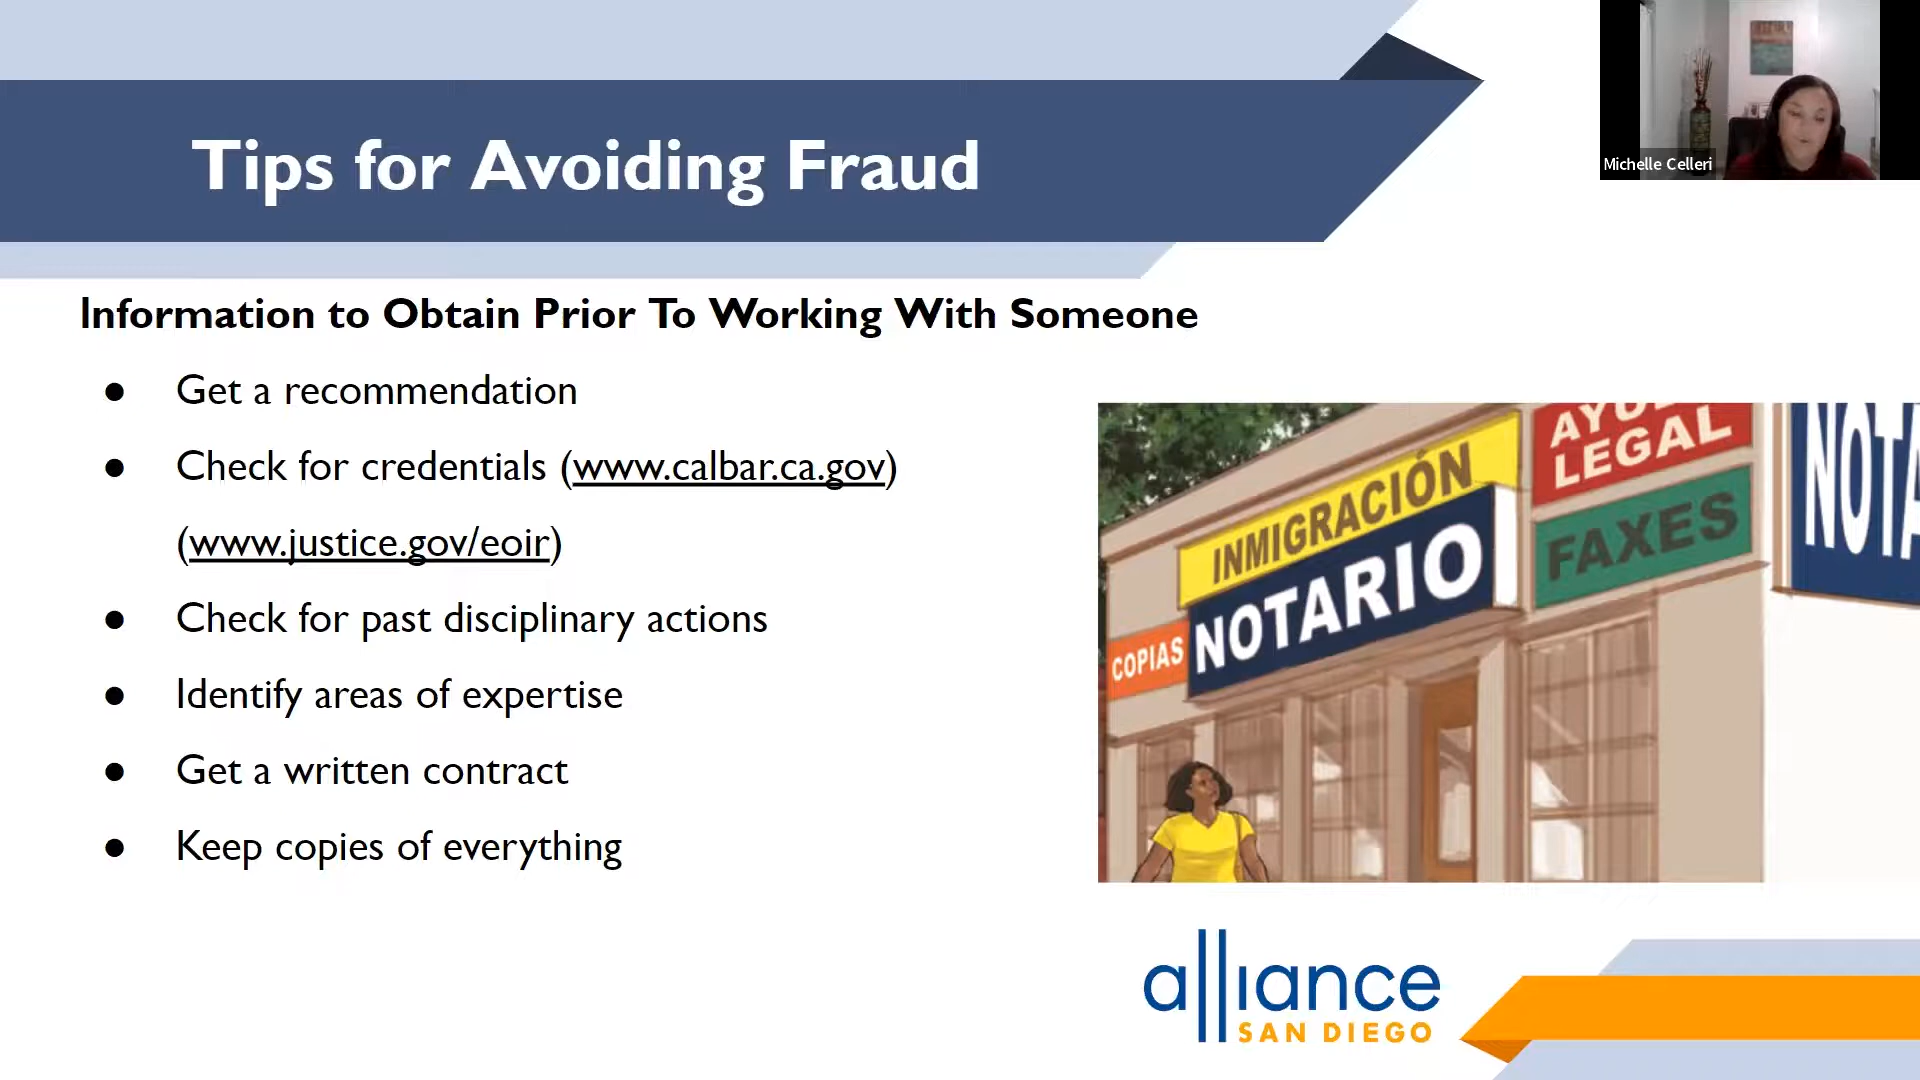 Tips for Avoiding Fraud
Michelle Celleri
Information to Obtain Prior To Working With Someone
● Get a recommendation
● Check for credentials (www.calbar.ca.gov)
(www.justice.gov/eoir)
● Check for past disciplinary actions
● Identify areas of expertise
● Get a written contract
● Keep copies of everything
INMIGRACIÓN
NOTARIO
COPIAS
LEGAL
FAXES
alliance
SAN DIEGO